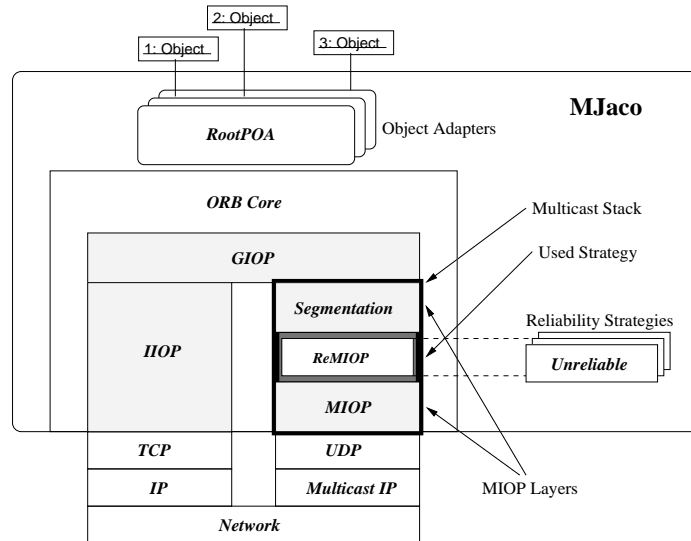 2: Object
1: Object
3: Object
MJaco
RootPOA
Object Adapters
ORB Core
Multicast Stack
GIOP
Used Strategy
Segmentation
Reliability Strategies
IIOP
ReMIOP
Unreliable
MIOP
TCP
UDP
IP
Multicast IP
MIOP Layers
Network